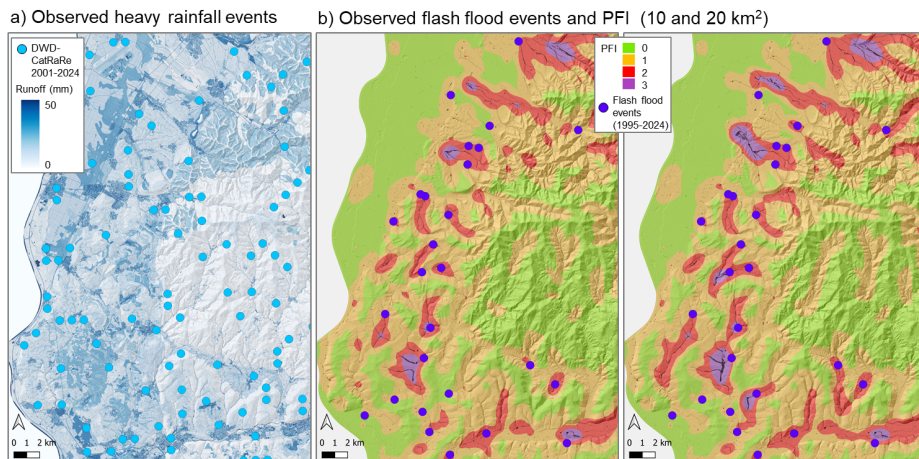 a) Observed heavy rainfall events
DWD-
CatRaRe
2001-2024
Runoff (mm)
50
0
0 1 2 km
b) Observed flash flood events and PFI (10 and 20 km²)
PFI
0
1
2
3
Flash flood
events
(1995-2024)
0 1 2 km
0 1 2 km